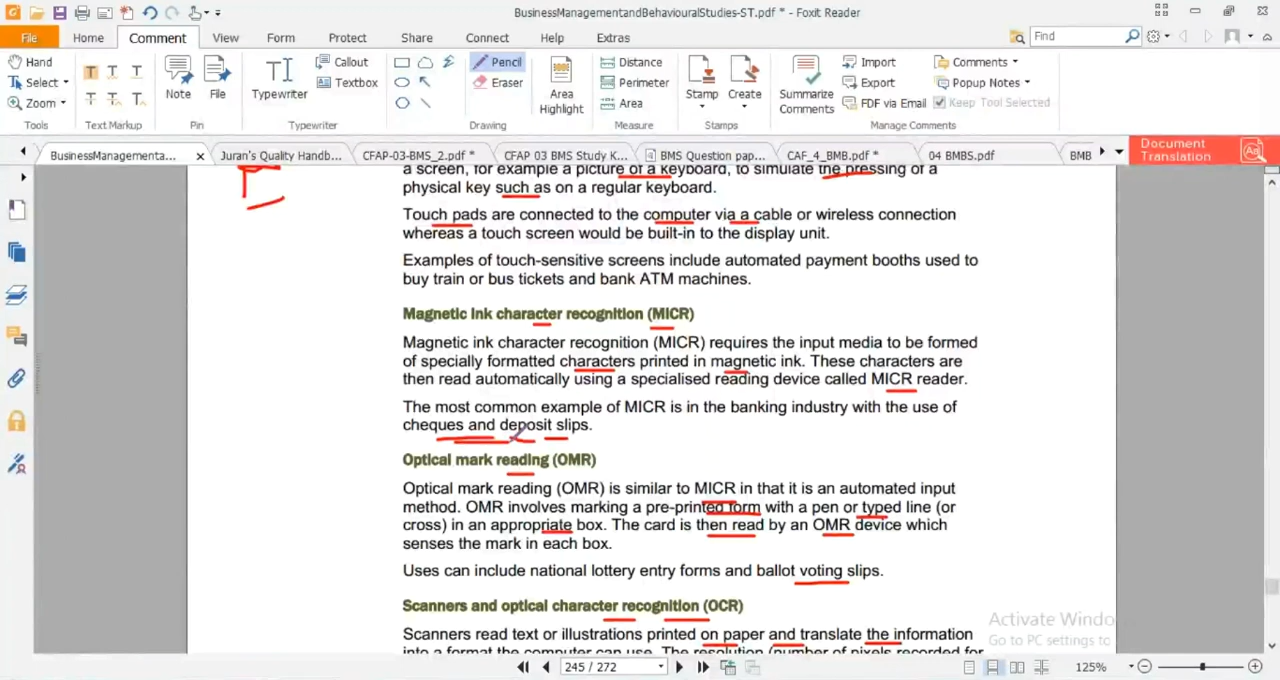 BusinessManagementandBehaviouralStudies-ST.pdf * - Foxit Reader
File Home Comment View Form Protect Share Connect Help Extras Find
Hand Callout Pencil Distance Import Comments
Select Textbox Eraser Perimeter Export Popup Notes
Zoom Note File Typewriter Area Highlight Area Stamp Create Summarize Comments FDF via Email Keep Tool Selected
Tools Text Markup Pin Typewriter Drawing Measure Stamps Manage Comments
BusinessManagementa... Juran's Quality Handb... CFAP-03-BMS_2.pdf * CFAP 03 BMS Study K... BMS Question pap... CAF_4_BMB.pdf * 04 BMBS.pdf BMB Document Translation
a screen, for example a picture of a keyboard, to simulate the pressing of a
physical key such as on a regular keyboard.
Touch pads are connected to the computer via a cable or wireless connection
whereas a touch screen would be built-in to the display unit.
Examples of touch-sensitive screens include automated payment booths used to
buy train or bus tickets and bank ATM machines.
Magnetic ink character recognition (MICR)
Magnetic ink character recognition (MICR) requires the input media to be formed
of specially formatted characters printed in magnetic ink. These characters are
then read automatically using a specialised reading device called MICR reader.
The most common example of MICR is in the banking industry with the use of
cheques and deposit slips.
Optical mark reading (OMR)
Optical mark reading (OMR) is similar to MICR in that it is an automated input
method. OMR involves marking a pre-printed form with a pen or typed line (or
cross) in an appropriate box. The card is then read by an OMR device which
senses the mark in each box.
Uses can include national lottery entry forms and ballot voting slips.
Scanners and optical character recognition (OCR)
Activate Windo
Scanners read text or illustrations printed on paper and translate the information
Go to PC settings to
into a format the computer can use. The resolution (number of pixels recorded for
245 / 272 125%